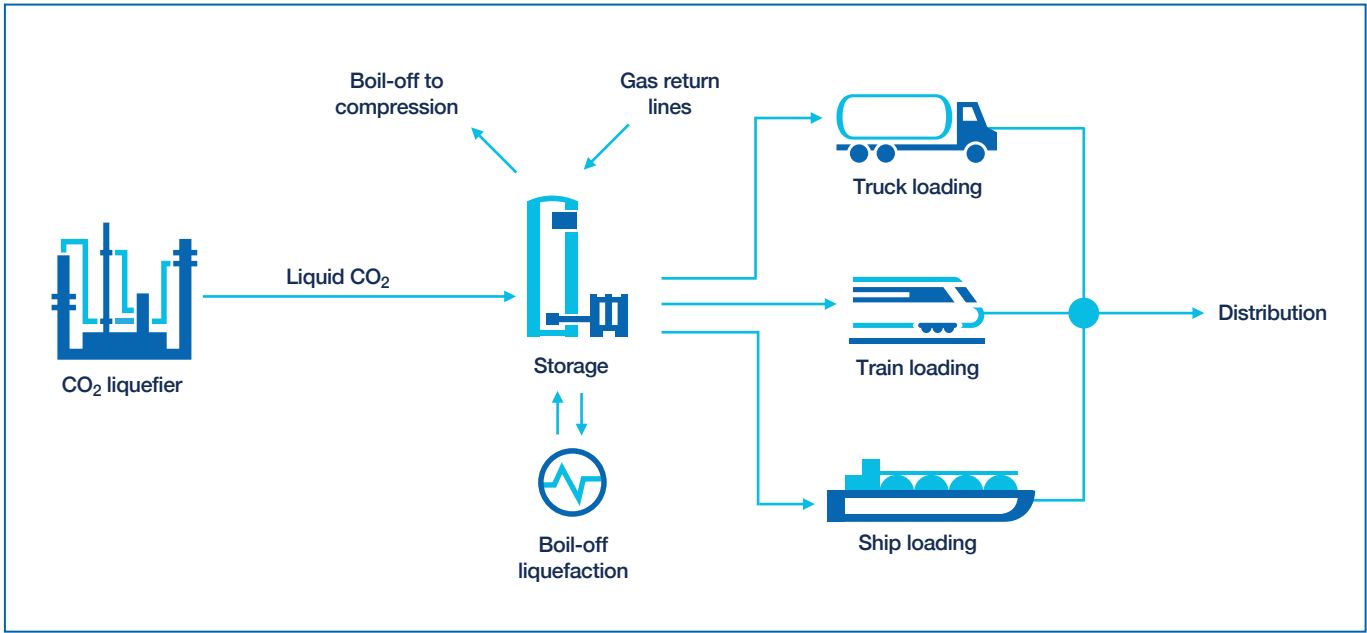 Boil-off to
compression
Gas return
lines
Truck loading
Liquid CO₂
CO₂ liquefier
Storage
Train loading
Distribution
Boil-off
liquefaction
Ship loading